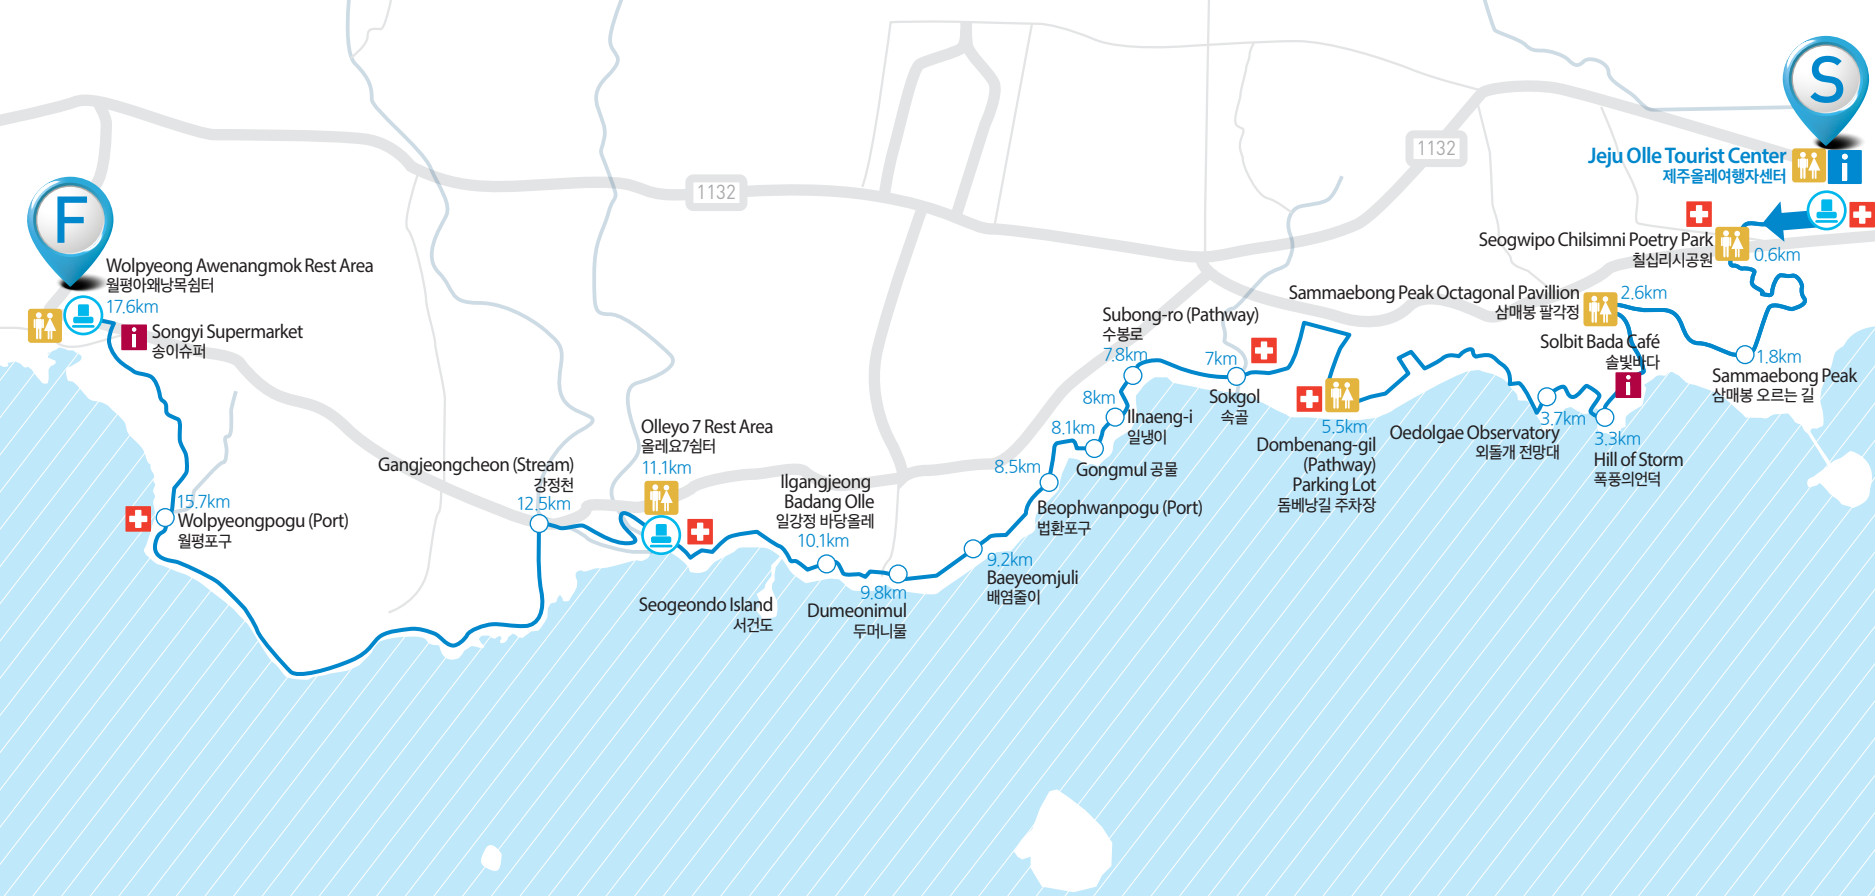 S
Jeju Olle Tourist Center
제주올레여행자센터
i
1132
1132
F
Wolpyeong Awenangmok Rest Area
월평아왜낭목쉼터
17.6km
i
Songyi Supermarket
송이슈퍼
Seogwipo Chilsimni Poetry Park
칠십리시공원
0.6km
Sammaebong Peak Octagonal Pavillion
삼매봉 팔각정
2.6km
Solbit Bada Café
솔빛바다
i
1.8km
Sammaebong Peak
삼매봉 오르는 길
Subong-ro (Pathway)
수봉로
7.8km
7km
Sokgol
속골
8km
Ilnaeng-i
일냉이
8.1km
Gongmul 공물
8.5km
Beophwanpogu (Port)
법환포구
5.5km
Dombenang-gil
(Pathway)
Parking Lot
돔베낭길 주차장
3.7km
Oedolgae Observatory
외돌개 전망대
3.3km
Hill of Storm
폭풍의언덕
Olleyo 7 Rest Area
올레요7쉼터
11.1km
Gangjeongcheon (Stream)
강정천
12.5km
Ilgangjeong
Badang Olle
일강정 바당올레
10.1km
9.2km
Baeyeomjuli
배염줄이
9.8km
Dumeonimul
두머니물
Seogeondo Island
서건도
15.7km
Wolpyeongpogu (Port)
월평포구